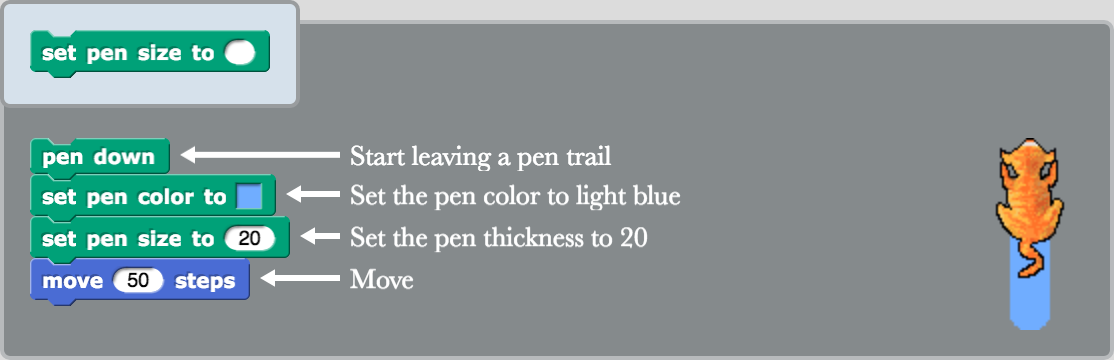 set pen size to
pen down Start leaving a pen trail
set pen color to Set the pen color to light blue
set pen size to 20 Set the pen thickness to 20
move 50 steps Move